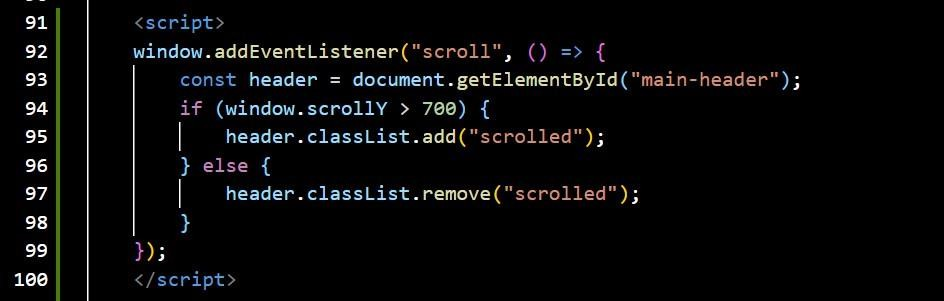 91 <script>
92 window.addEventListener("scroll", () => {
93 const header = document.getElementById("main-header");
94 if (window.scrollY > 700) {
95 header.classList.add("scrolled");
96 } else {
97 header.classList.remove("scrolled");
98 }
99 });
100 </script>